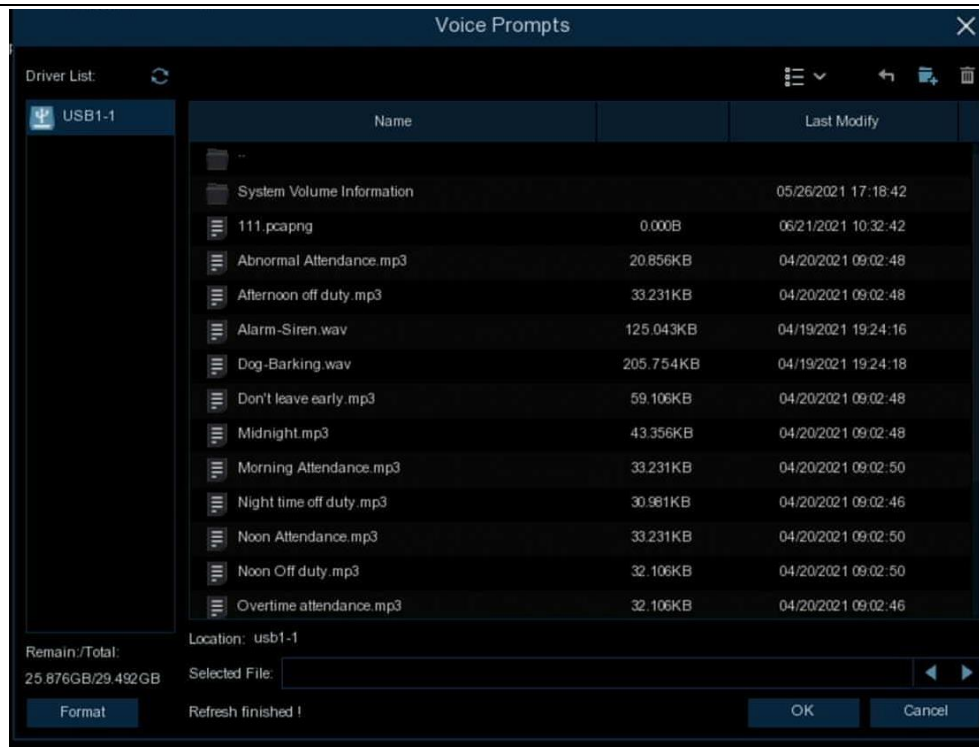 Voice Prompts
Driver List:
USB1-1
Name Last Modify
..
System Volume Information 05/26/2021 17:18:42
111.pcapng 0.000B 06/21/2021 10:32:42
Abnormal Attendance.mp3 20.856KB 04/20/2021 09:02:48
Afternoon off duty.mp3 33.231KB 04/20/2021 09:02:48
Alarm-Siren.wav 125.043KB 04/19/2021 19:24:16
Dog-Barking.wav 205.754KB 04/19/2021 19:24:18
Don't leave early.mp3 59.106KB 04/20/2021 09:02:48
Midnight.mp3 43.356KB 04/20/2021 09:02:48
Morning Attendance.mp3 33.231KB 04/20/2021 09:02:50
Night time off duty.mp3 30.981KB 04/20/2021 09:02:46
Noon Attendance.mp3 33.231KB 04/20/2021 09:02:50
Noon Off duty.mp3 32.106KB 04/20/2021 09:02:50
Overtime attendance.mp3 32.106KB 04/20/2021 09:02:46
Remain:/Total:
25.876GB/29.492GB
Format
Location: usb1-1
Selected File:
Refresh finished !
OK Cancel